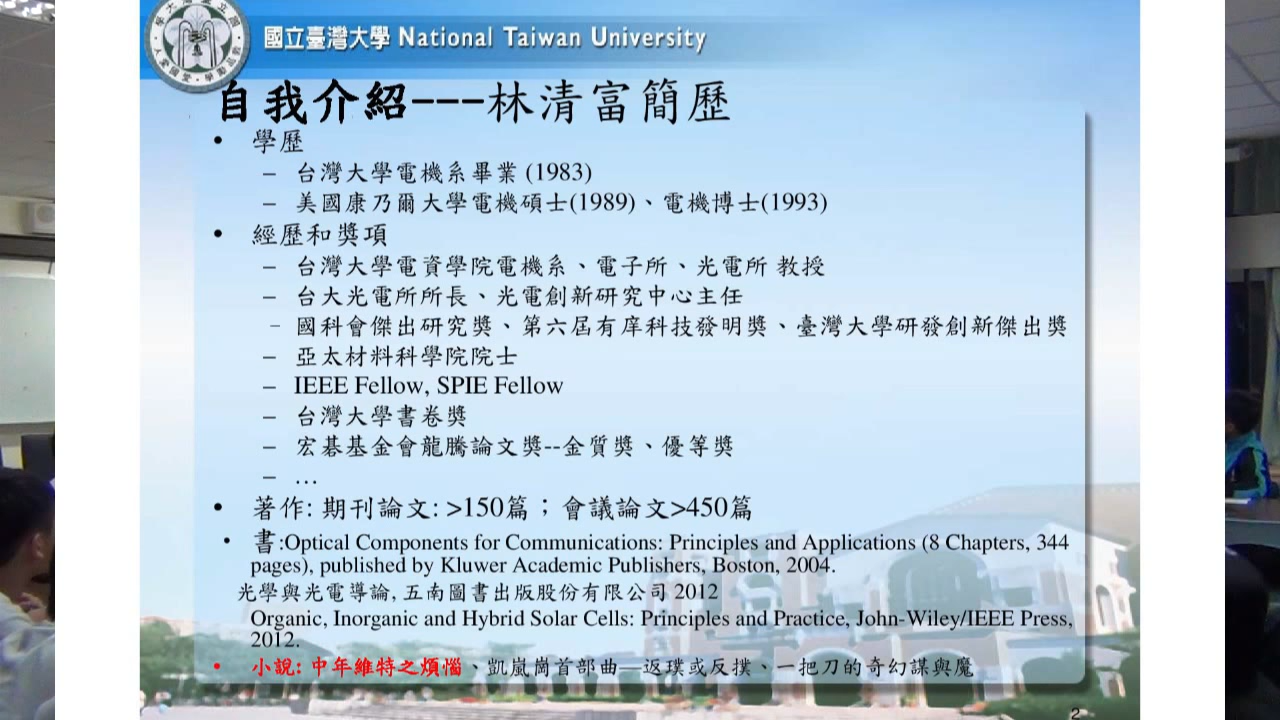 國立臺灣大學 National Taiwan University
自我介紹---林清富簡歷
• 學歷
– 台灣大學電機系畢業 (1983)
– 美國康乃爾大學電機碩士(1989)、電機博士(1993)
• 經歷和獎項
– 台灣大學電資學院電機系、電子所、光電所 教授
– 台大光電所所長、光電創新研究中心主任
– 國科會傑出研究獎、第六屆有庠科技發明獎、臺灣大學研發創新傑出獎
– 亞太材料科學院院士
– IEEE Fellow, SPIE Fellow
– 台灣大學書卷獎
– 宏碁基金會龍騰論文獎--金質獎、優等獎
– …
• 著作: 期刊論文: >150篇；會議論文>450篇
• 書:Optical Components for Communications: Principles and Applications (8 Chapters, 344
pages), published by Kluwer Academic Publishers, Boston, 2004.
光學與光電導論, 五南圖書出版股份有限公司 2012
Organic, Inorganic and Hybrid Solar Cells: Principles and Practice, John-Wiley/IEEE Press,
2012.
• 小說: 中年維特之煩惱、凱嵐崗首部曲—返璞或反撲、一把刀的奇幻謀與魔
2